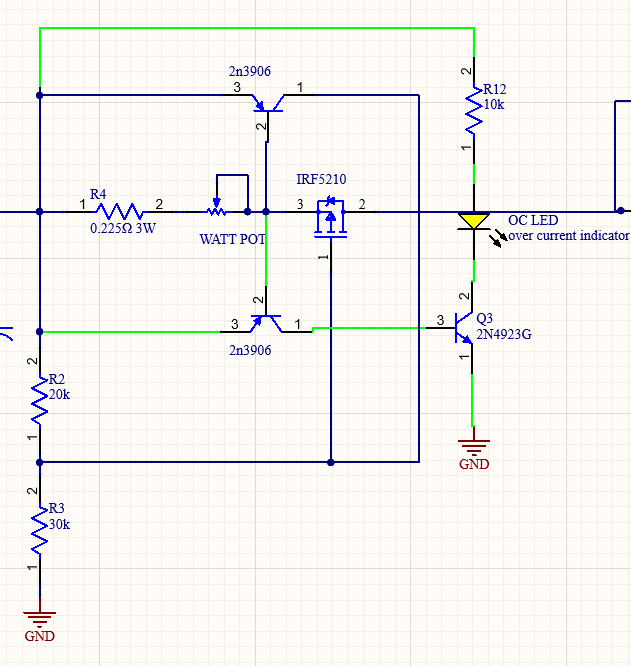 2n3906
3
1
2
2
R12
10k
1
R4
1
2
0.225Ω 3W
WATT POT
IRF5210
3
2
1
OC LED
over current indicator
2
3
1
2n3906
2
3
Q3
2N4923G
1
GND
2
R2
20k
1
2
R3
30k
1
GND